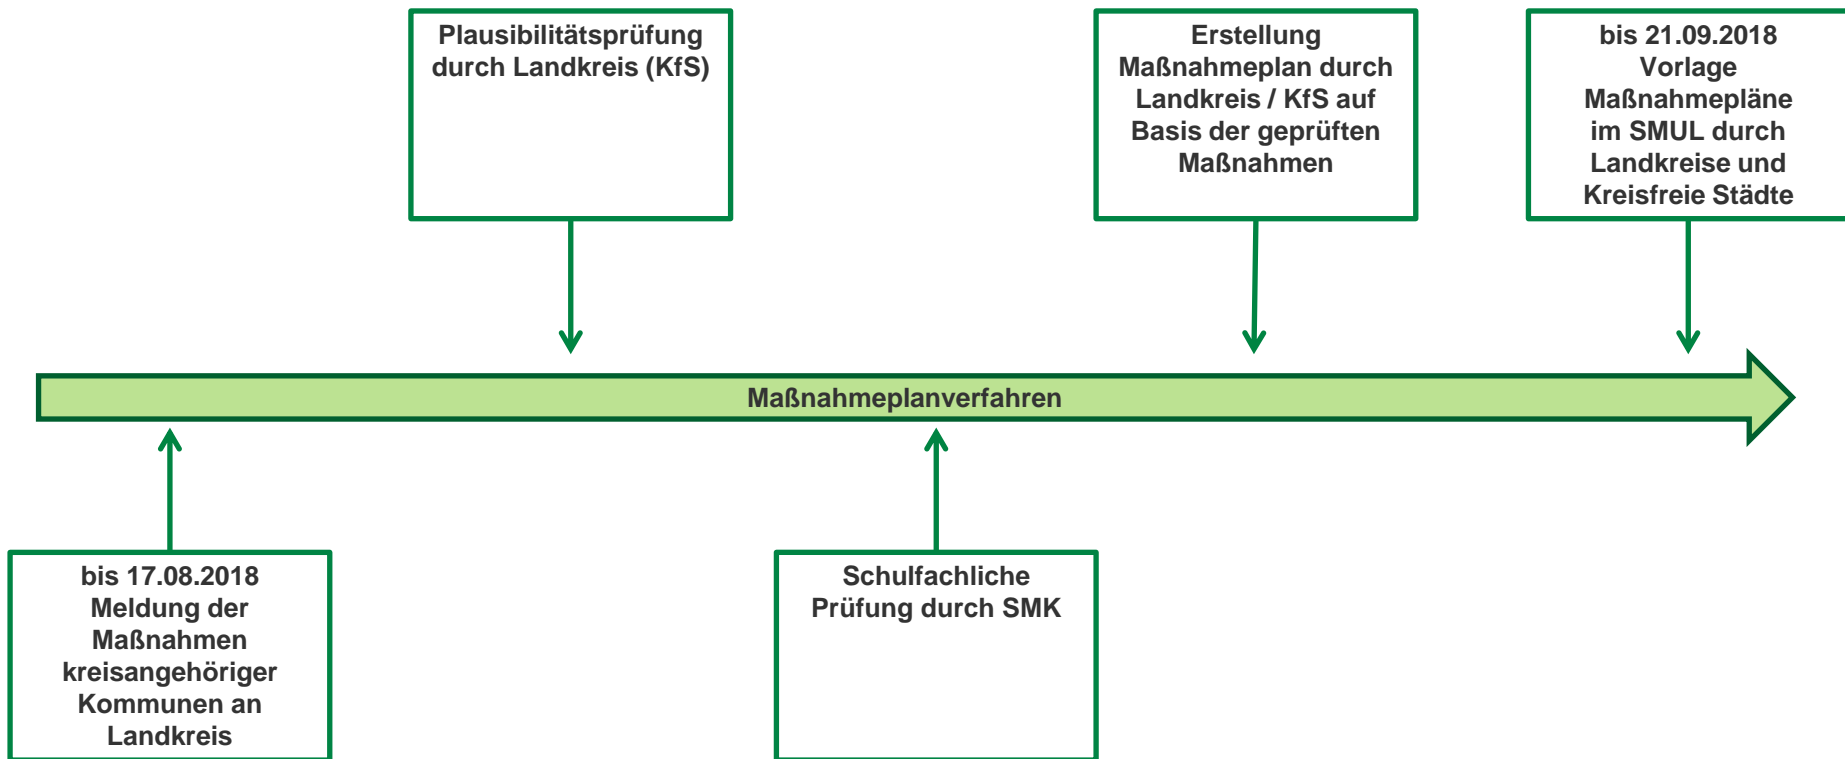 Plausibilitätsprüfung
durch Landkreis (KfS)
Erstellung
Maßnahmeplan durch
Landkreis / KfS auf
Basis der geprüften
Maßnahmen
bis 21.09.2018
Vorlage
Maßnahmepläne
im SMUL durch
Landkreise und
Kreisfreie Städte
Maßnahmeplanverfahren
bis 17.08.2018
Meldung der
Maßnahmen
kreisangehöriger
Kommunen an
Landkreis
Schulfachliche
Prüfung durch SMK